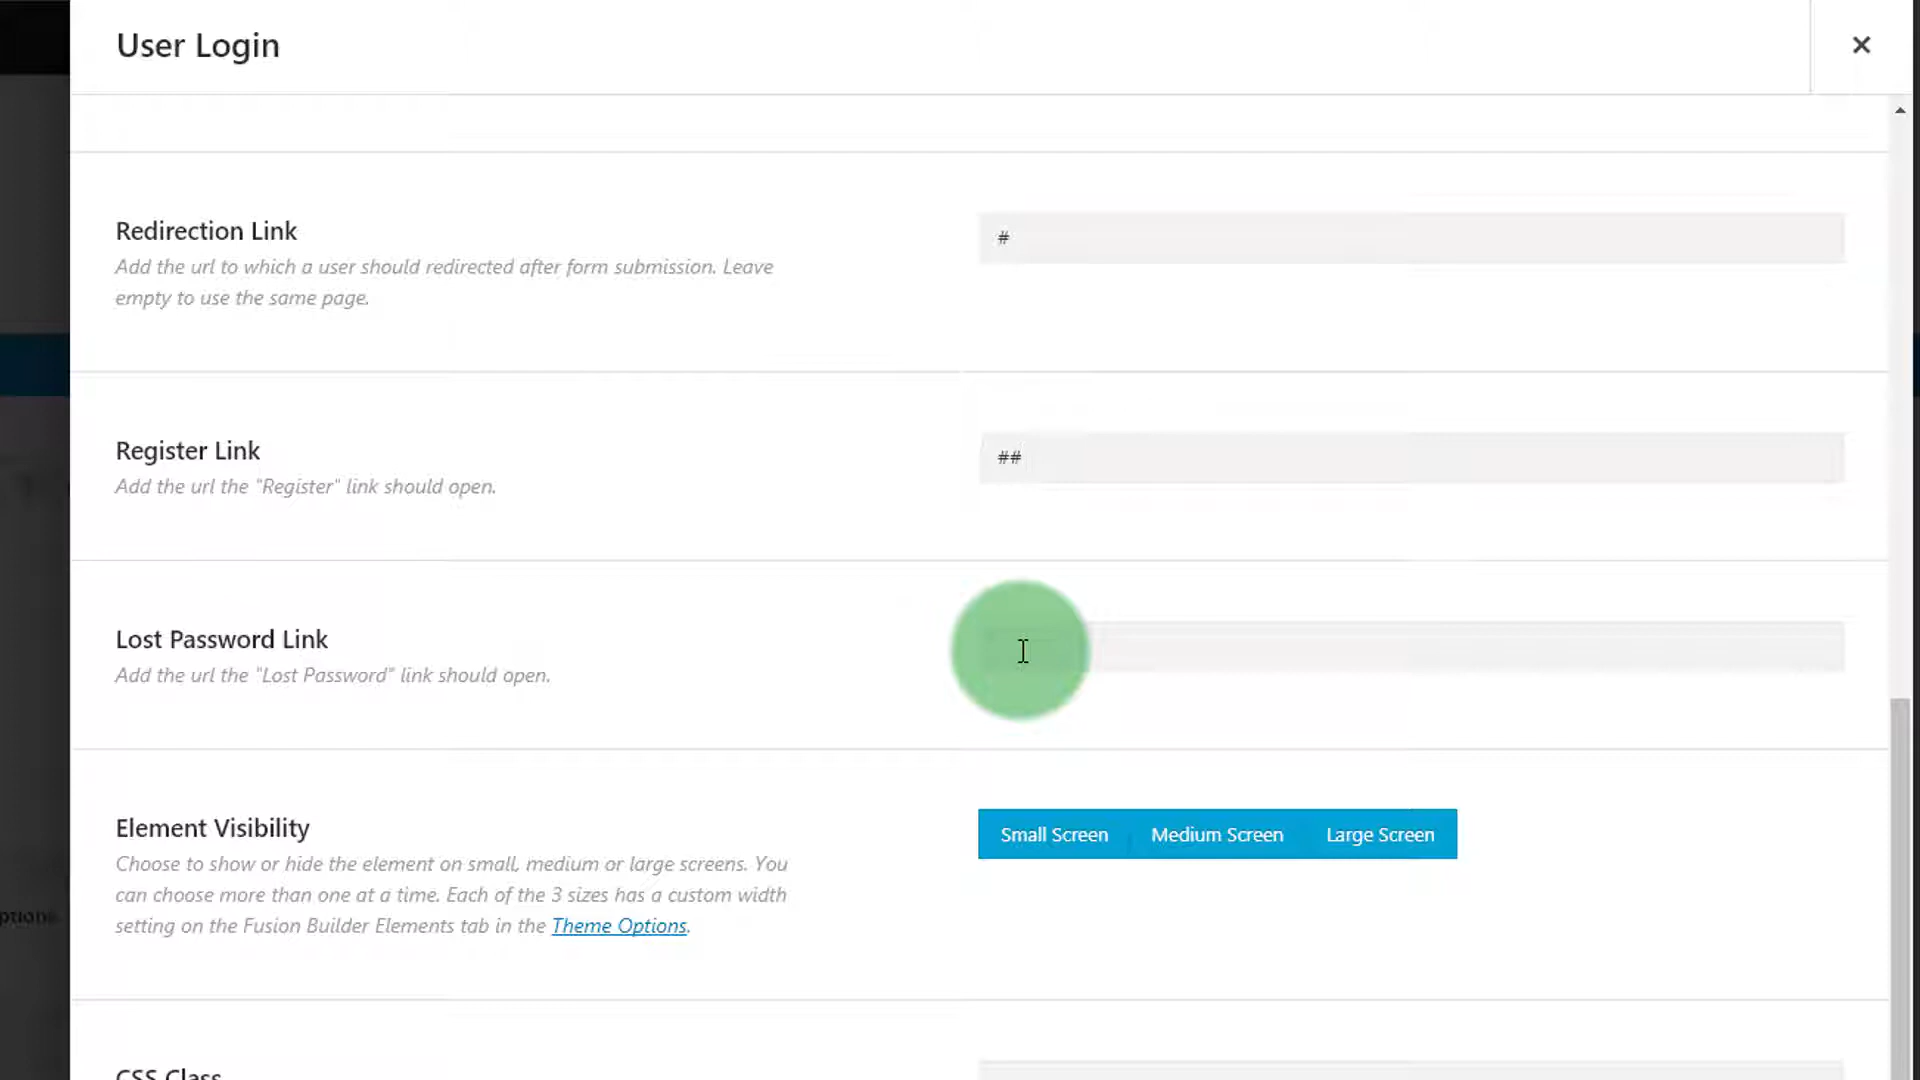 User Login
×
Redirection Link
#
Add the url to which a user should redirected after form submission. Leave
empty to use the same page.
Register Link
##
Add the url the "Register" link should open.
Lost Password Link
Add the url the "Lost Password" link should open.
Element Visibility
Small Screen
Medium Screen
Large Screen
Choose to show or hide the element on small, medium or large screens. You
can choose more than one at a time. Each of the 3 sizes has a custom width
setting on the Fusion Builder Elements tab in the Theme Options.
ptions
CSS Class